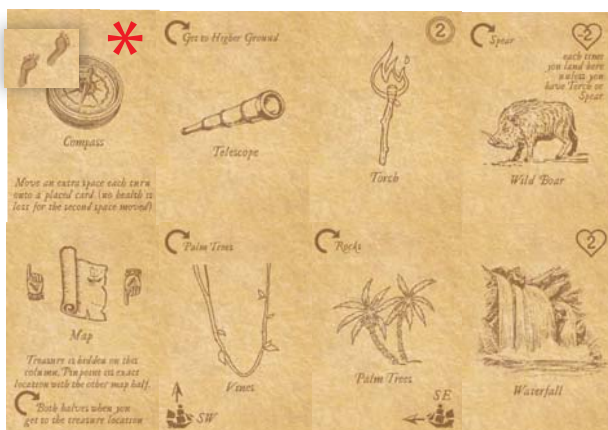 *
Compass
Move an extra space each turn
onto a placed card (no health is
lost for the second space moved)
Get to Higher Ground
Telescope
2
Torch
Spear
-2
each time
you land here
unless you
have Torch or
Spear
Wild Boar
Map
Treasure is hidden on this
column. Pinpoint its exact
location with the other map half.
Both halves when you
get to the treasure location
Palm Trees
Vines
SW
Rocks
Palm Trees
SE
2
Waterfall